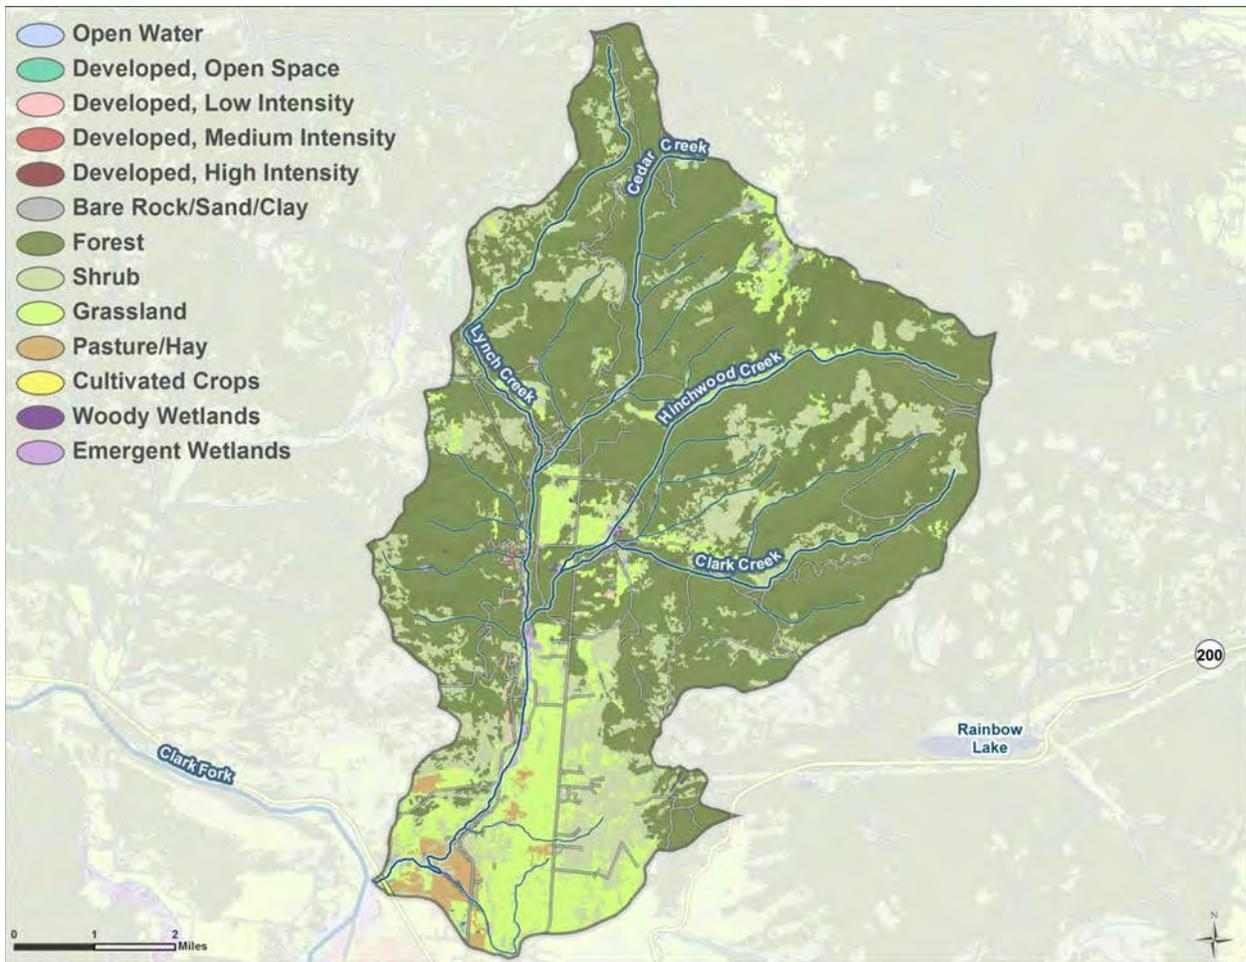 Open Water
Developed, Open Space
Developed, Low Intensity
Developed, Medium Intensity
Developed, High Intensity
Bare Rock/Sand/Clay
Forest
Shrub
Grassland
Pasture/Hay
Cultivated Crops
Woody Wetlands
Emergent Wetlands
Cedar Creek
Lynch Creek
Hinchwood Creek
Clark Creek
200
Rainbow
Lake
Clark Fork
0 1 2
Miles
N